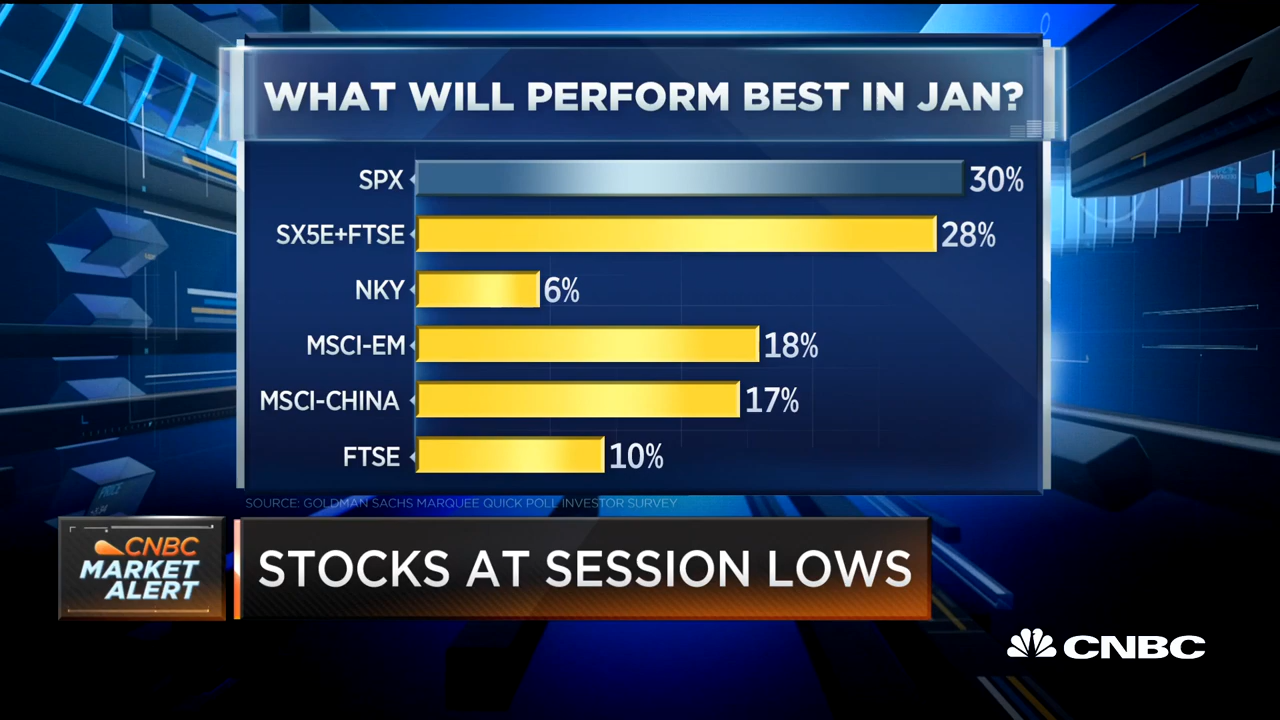 WHAT WILL PERFORM BEST IN JAN?
SPX 30%
SX5E+FTSE 28%
NKY 6%
MSCI-EM 18%
MSCI-CHINA 17%
FTSE 10%
SOURCE: GOLDMAN SACHS MARQUEE QUICK POLL INVESTOR SURVEY
PRICE
CNBC
MARKET
ALERT
STOCKS AT SESSION LOWS
CNBC